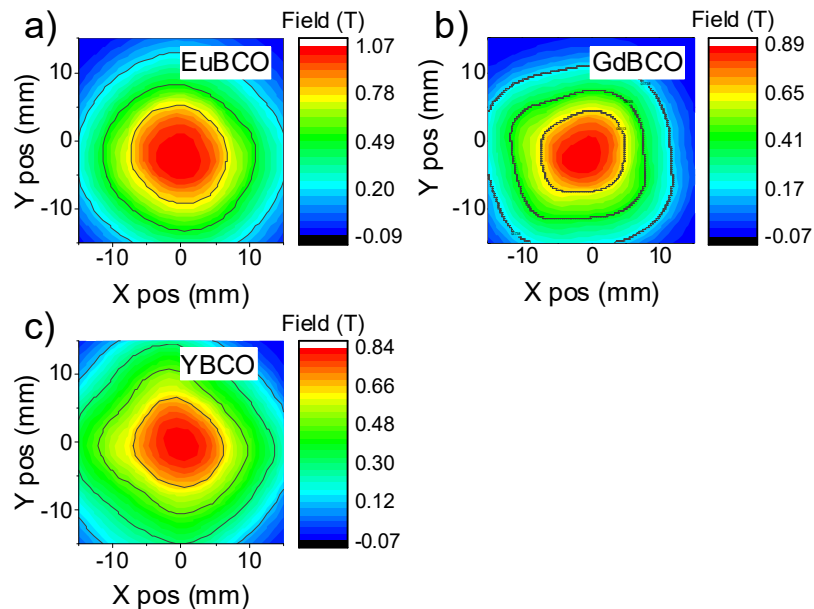 a)
Field (T)
EuBCO
1.07
0.78
0.49
0.20
-0.09
10
0
-10
Y pos (mm)
-10 0 10
X pos (mm)
b)
Field (T)
GdBCO
0.89
0.65
0.41
0.17
-0.07
10
0
-10
Y pos (mm)
-10 0 10
X pos (mm)
c)
Field (T)
YBCO
0.84
0.66
0.48
0.30
0.12
-0.07
10
0
-10
Y pos (mm)
-10 0 10
X pos (mm)